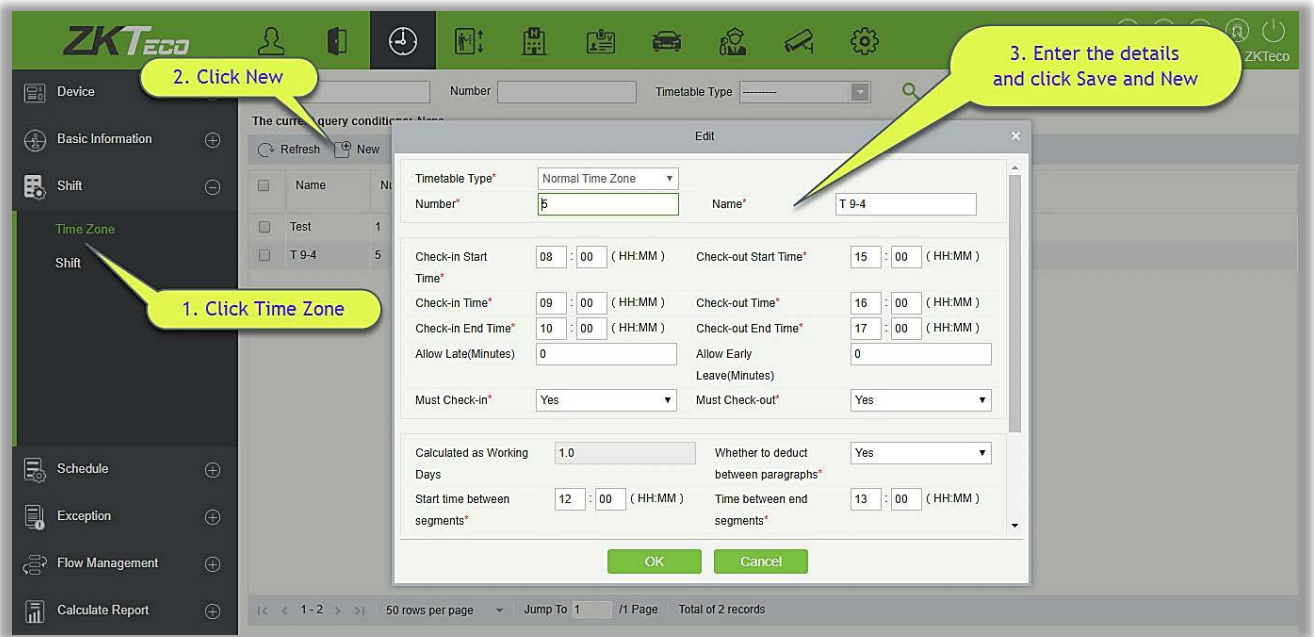 ZKTECO
ZKTeco
2. Click New
3. Enter the details
and click Save and New
Device
Number
Timetable Type ---------
The current query conditions: None
Basic Information
Refresh New
Edit
Shift
Name
Time Zone
Test 1
T 9-4 5
Shift
1. Click Time Zone
Timetable Type* Normal Time Zone
Number* 5 Name* T 9-4
Check-in Start
Time*
08 : 00 ( HH:MM ) Check-out Start Time* 15 : 00 ( HH:MM )
Check-in Time* 09 : 00 ( HH:MM ) Check-out Time* 16 : 00 ( HH:MM )
Check-in End Time* 10 : 00 ( HH:MM ) Check-out End Time* 17 : 00 ( HH:MM )
Allow Late(Minutes) 0 Allow Early
Leave(Minutes)
0
Must Check-in* Yes Must Check-out* Yes
Calculated as Working
Days
1.0 Whether to deduct
between paragraphs*
Yes
Start time between
segments*
12 : 00 ( HH:MM ) Time between end
segments*
13 : 00 ( HH:MM )
OK Cancel
Schedule
Exception
Flow Management
Calculate Report
|< < 1 - 2 > >| 50 rows per page Jump To 1 /1 Page Total of 2 records